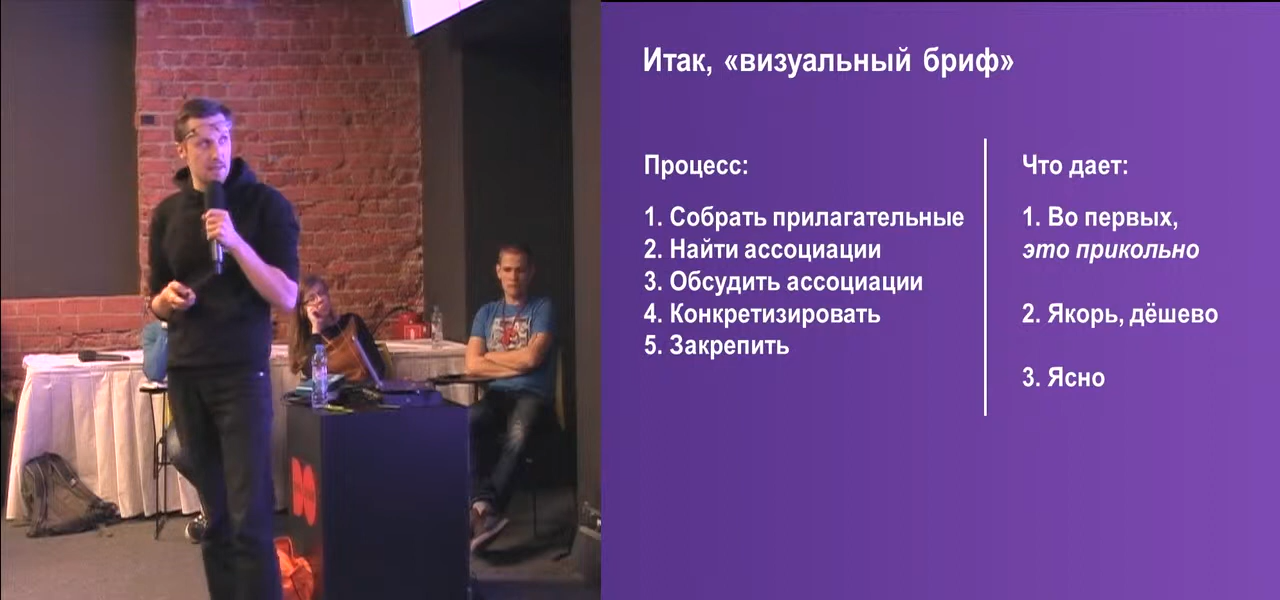 Итак, «визуальный бриф»
Процесс:
1. Собрать прилагательные
2. Найти ассоциации
3. Обсудить ассоциации
4. Конкретизировать
5. Закрепить
Что дает:
1. Во первых,
это прикольно
2. Якорь, дёшево
3. Ясно